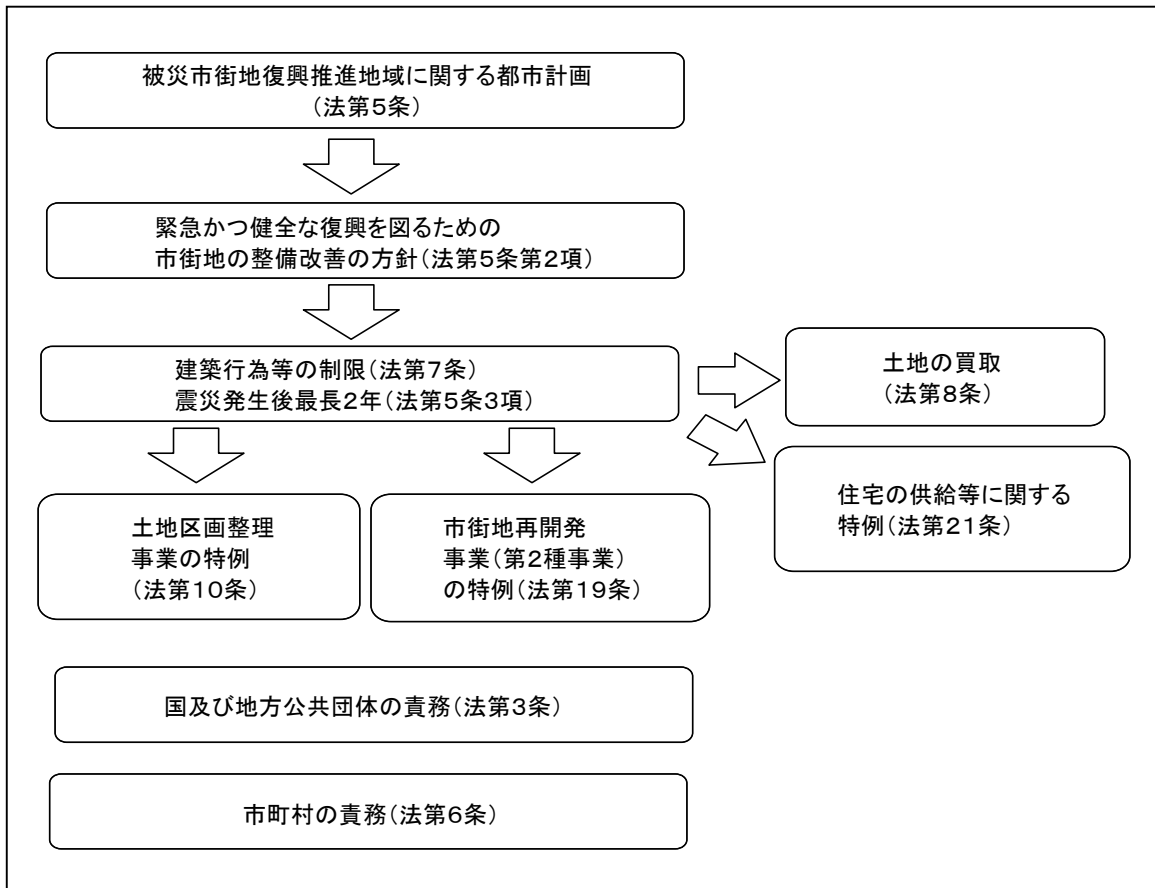 被災市街地復興推進地域に関する都市計画
(法第5条)
緊急かつ健全な復興を図るための
市街地の整備改善の方針(法第5条第2項)
建築行為等の制限(法第7条)
震災発生後最長2年(法第5条3項)
土地の買取
(法第8条)
住宅の供給等に関する
特例(法第21条)
土地区画整理
事業の特例
(法第10条)
市街地再開発
事業(第2種事業)
の特例(法第19条)
国及び地方公共団体の責務(法第3条)
市町村の責務(法第6条)